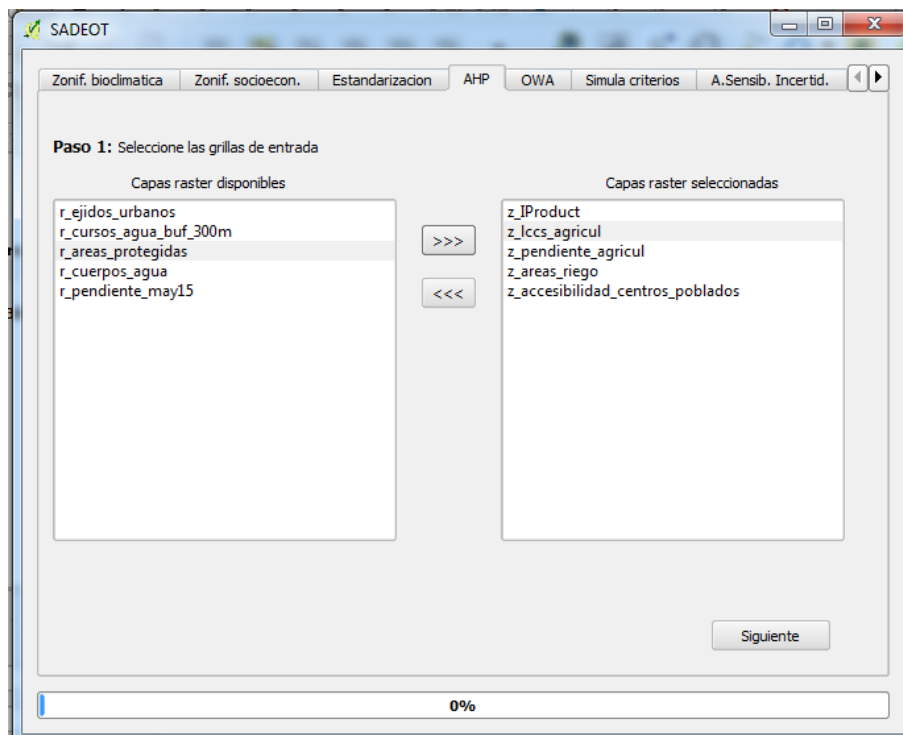 SADEOT
Zonif. bioclimatica Zonif. socioecon. Estandarizacion AHP OWA Simula criterios A.Sensib. Incertid.
Paso 1: Seleccione las grillas de entrada
Capas raster disponibles
r_ejidos_urbanos
r_cursos_agua_buf_300m
r_areas_protegidas
r_cuerpos_agua
r_pendiente_may15
>>>
<<<
Capas raster seleccionadas
z_IProduct
z_lccs_agricul
z_pendiente_agricul
z_areas_riego
z_accesibilidad_centros_poblados
Siguiente
0%